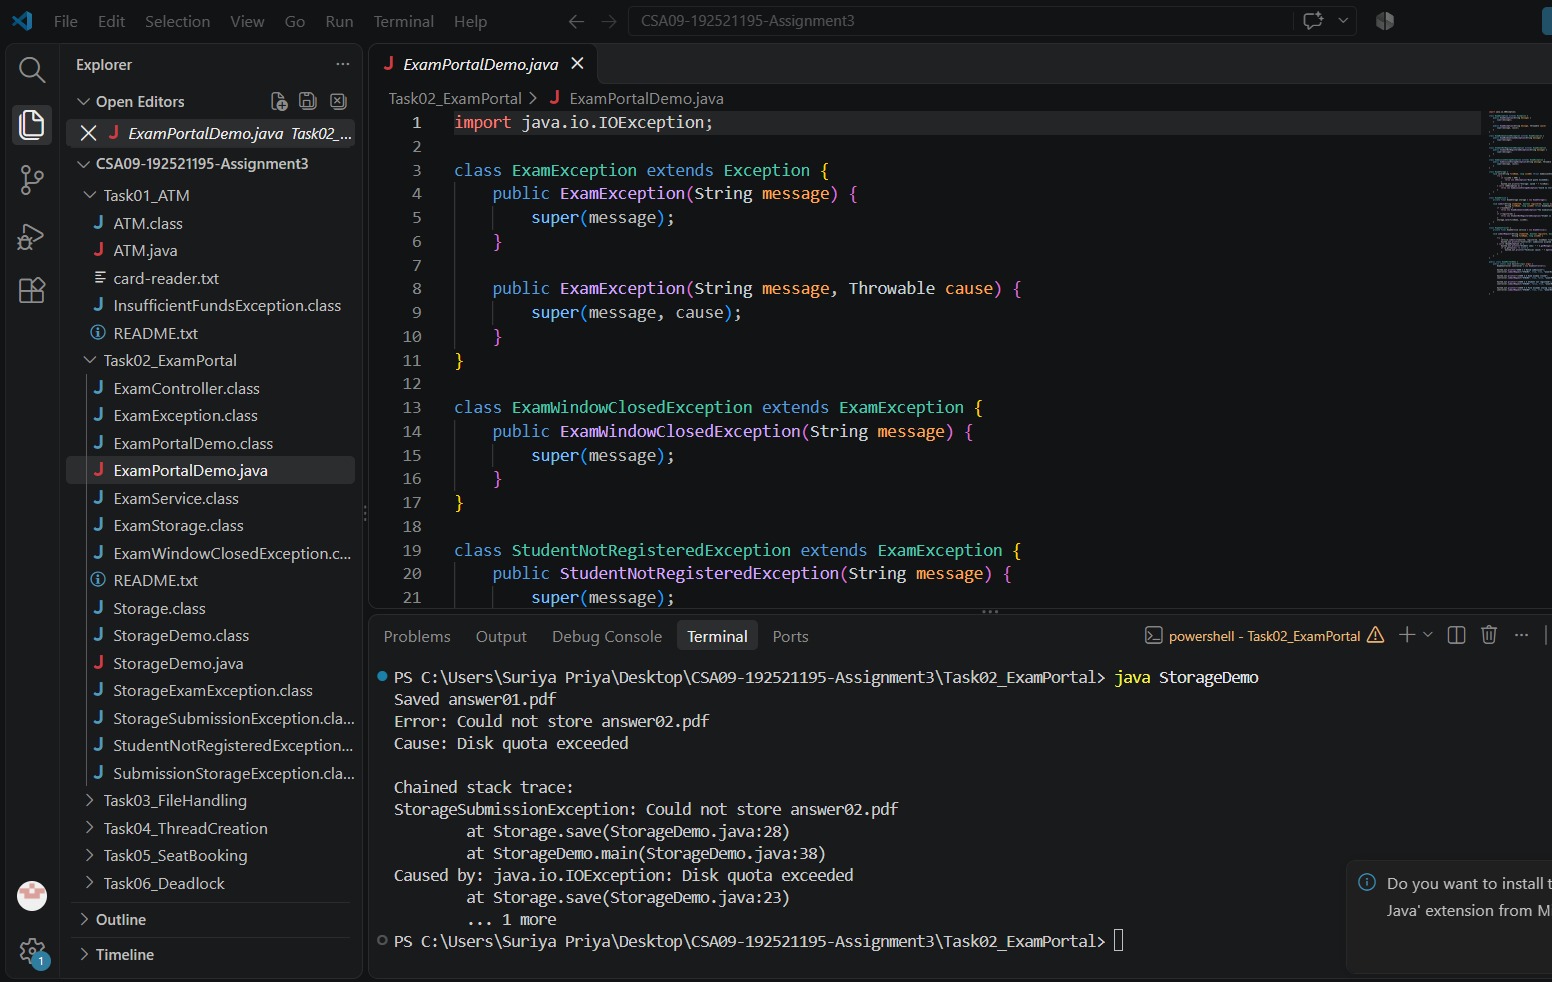 File Edit Selection View Go Run Terminal Help
CSA09-192521195-Assignment3
Explorer
Open Editors
ExamPortalDemo.java Task02_...
CSA09-192521195-Assignment3
Task01_ATM
ATM.class
ATM.java
card-reader.txt
InsufficientFundsException.class
README.txt
Task02_ExamPortal
ExamController.class
ExamException.class
ExamPortalDemo.class
ExamPortalDemo.java
ExamService.class
ExamStorage.class
ExamWindowClosedException.c...
README.txt
Storage.class
StorageDemo.class
StorageDemo.java
StorageExamException.class
StorageSubmissionException.cla...
StudentNotRegisteredException...
SubmissionStorageException.cla...
Task03_FileHandling
Task04_ThreadCreation
Task05_SeatBooking
Task06_Deadlock
Outline
Timeline
1
ExamPortalDemo.java
Task02_ExamPortal > ExamPortalDemo.java
1 import java.io.IOException;
2
3 class ExamException extends Exception {
4 public ExamException(String message) {
5 super(message);
6 }
7
8 public ExamException(String message, Throwable cause) {
9 super(message, cause);
10 }
11 }
12
13 class ExamWindowClosedException extends ExamException {
14 public ExamWindowClosedException(String message) {
15 super(message);
16 }
17 }
18
19 class StudentNotRegisteredException extends ExamException {
20 public StudentNotRegisteredException(String message) {
21 super(message);
Problems Output Debug Console Terminal Ports
powershell - Task02_ExamPortal
PS C:\Users\Suriya Priya\Desktop\CSA09-192521195-Assignment3\Task02_ExamPortal> java StorageDemo
Saved answer01.pdf
Error: Could not store answer02.pdf
Cause: Disk quota exceeded
Chained stack trace:
StorageSubmissionException: Could not store answer02.pdf
at Storage.save(StorageDemo.java:28)
at StorageDemo.main(StorageDemo.java:38)
Caused by: java.io.IOException: Disk quota exceeded
at Storage.save(StorageDemo.java:23)
... 1 more
PS C:\Users\Suriya Priya\Desktop\CSA09-192521195-Assignment3\Task02_ExamPortal>
Do you want to install t
Java' extension from M